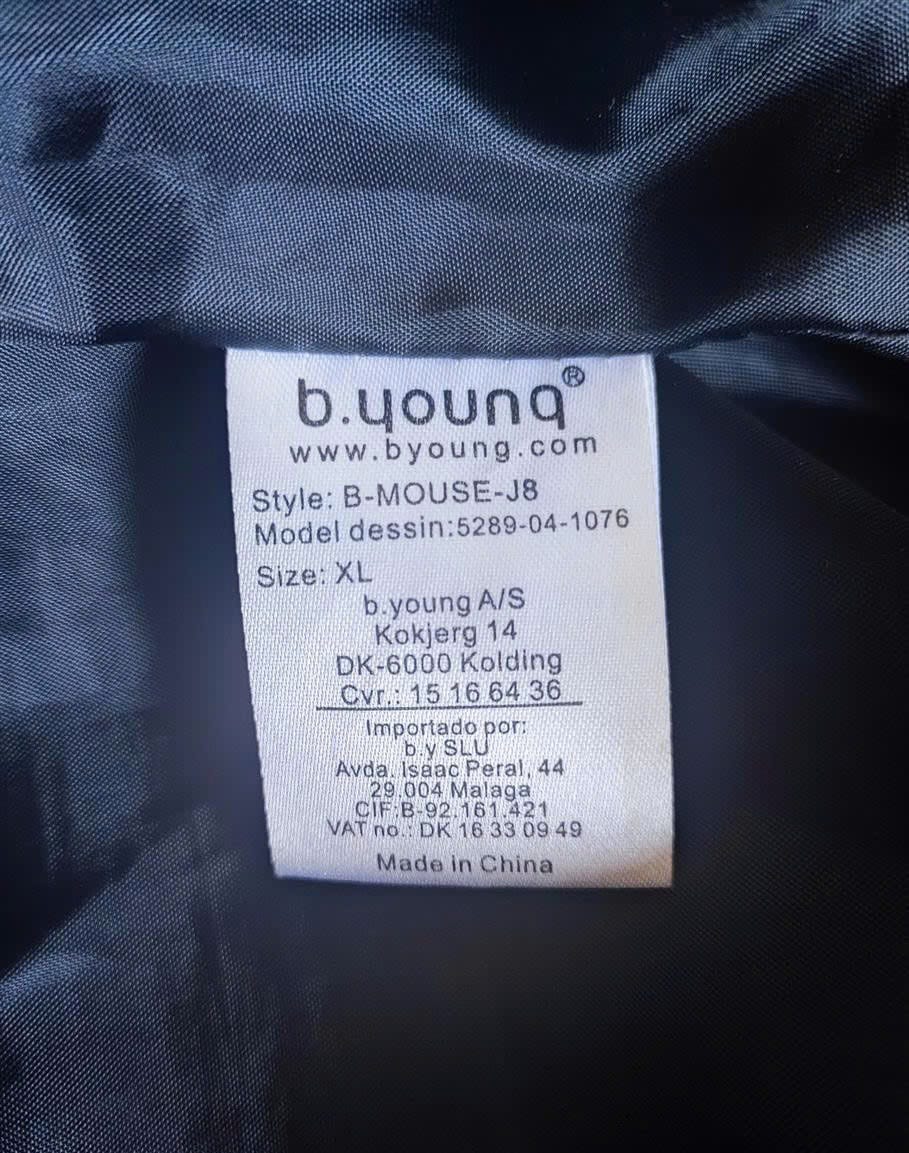 b.young®
www.byoung.com
Style: B-MOUSE-J8
Model dessin:5289-04-1076
Size: XL
b.young A/S
Kokjerg 14
DK-6000 Kolding
Cvr.: 15 16 64 36
Importado por:
b.y SLU
Avda. Isaac Peral, 44
29.004 Malaga
CIF:B-92.161.421
VAT no.: DK 16 33 09 49
Made in China